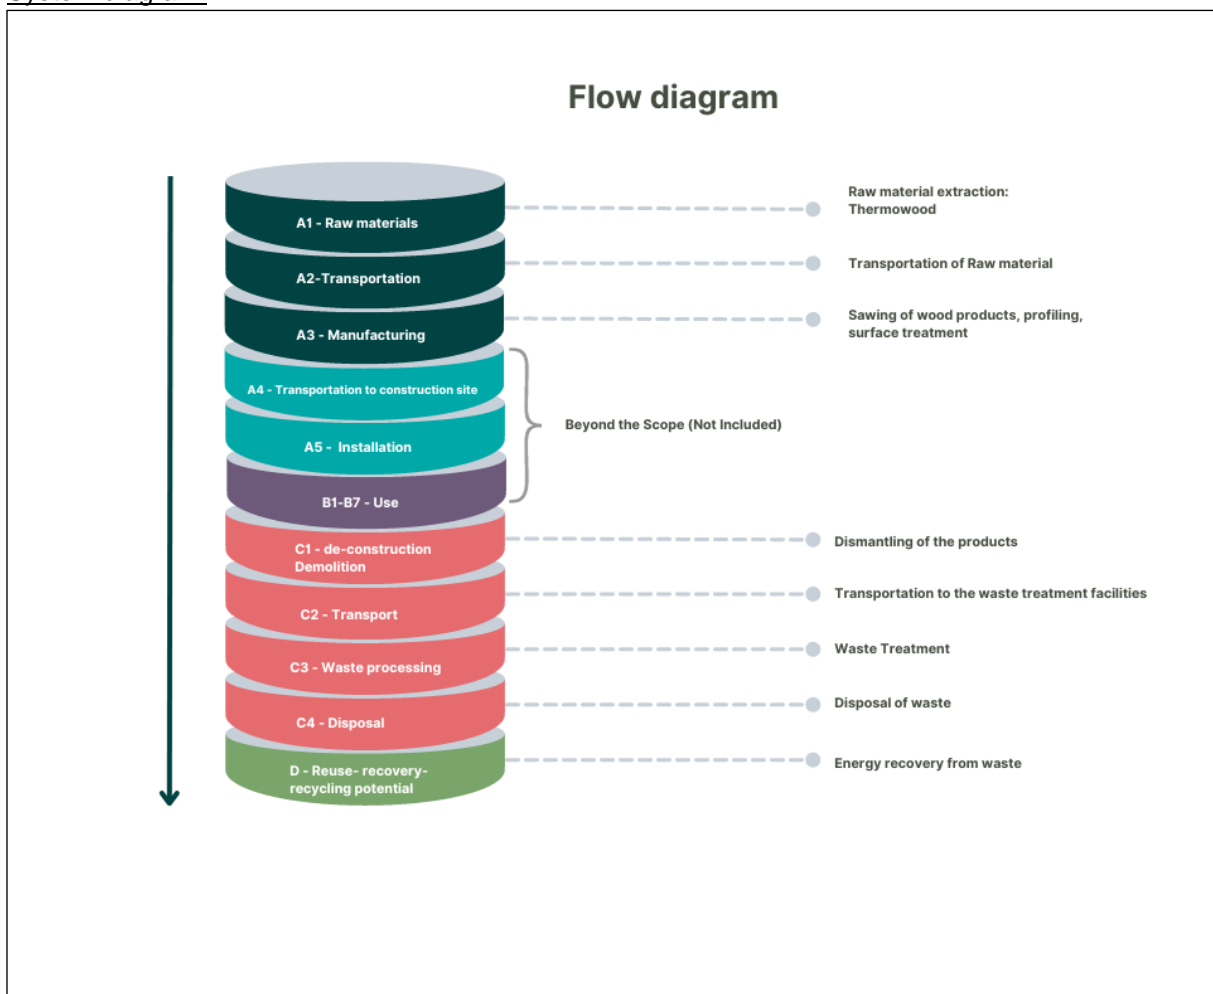 Flow diagram
A1 - Raw materials
Raw material extraction:
Thermowood
A2-Transportation
Transportation of Raw material
A3 - Manufacturing
Sawing of wood products, profiling,
surface treatment
A4 - Transportation to construction site
A5 -  Installation
Beyond the Scope (Not Included)
B1-B7 - Use
C1 - de-construction
Demolition
Dismantling of the products
C2 - Transport
Transportation to the waste treatment facilities
C3 - Waste processing
Waste Treatment
C4 - Disposal
Disposal of waste
D - Reuse- recovery-
recycling potential
Energy recovery from waste